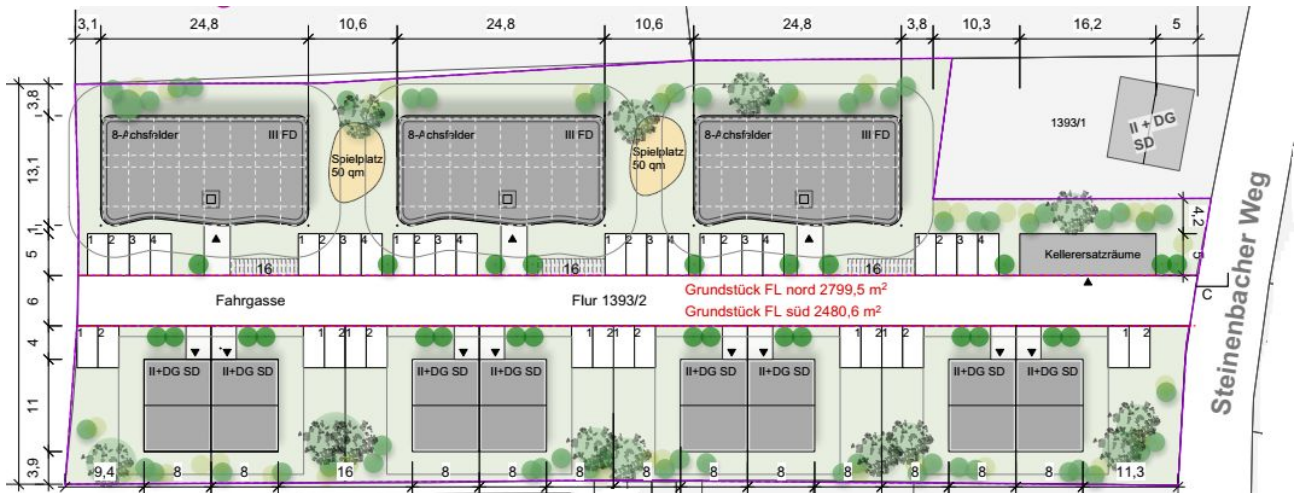 3,1 24,8 10,6 24,8 10,6 24,8 3,8 10,3 16,2 5
3,8
13,1
1
5
6
4
11
3,9
8-Achsfelder III FD
Spielplatz
50 qm
8-Achsfelder III FD
Spielplatz
50 qm
8-Achsfelder III FD
1393/1
II + DG
SD
4,2
5
1 2 3 4
16
1 2 3 4
1 2 3 4
16
1 2 3 4
1 2 3 4
16
1 2 3 4
Kellerersatzräume
Steinenbacher Weg
C
Fahrgasse
Flur 1393/2
Grundstück FL nord 2799,5 m²
Grundstück FL süd 2480,6 m²
1 2
1 2 1 2
1 2 1 2
1 2 1 2
1 2
II+DG SD II+DG SD
II+DG SD II+DG SD
II+DG SD II+DG SD
II+DG SD II+DG SD
9,4 8 8 16 8 8 8 8 8 8 8 8 8 8 11,3